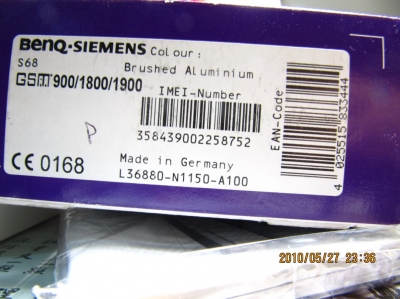 BenQ-SIEMENS Colour:
S68 Brushed Aluminium
GSM 900/1800/1900 IMEI-Number
P
358439002258752
CE 0168 Made in Germany
L36880-N1150-A100
EAN-Code
4 025515 833444
2010/05/27 23:36